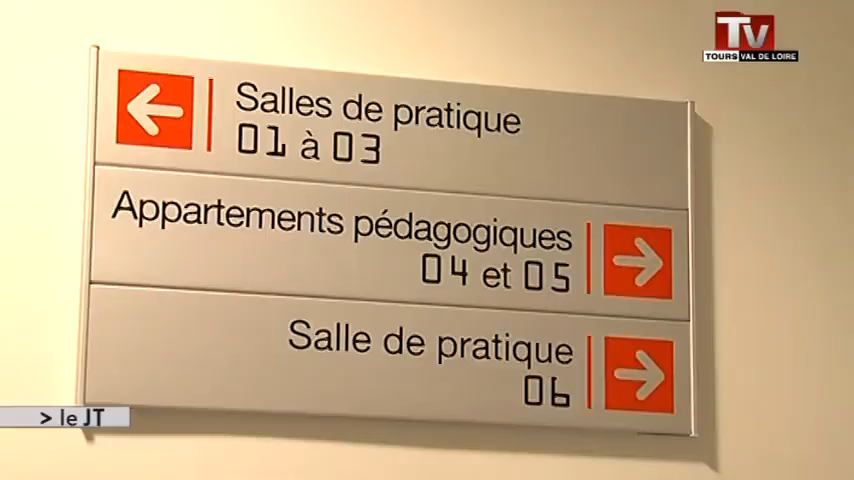 TV
TOURS VAL DE LOIRE
Salles de pratique
01 à 03
Appartements pédagogiques
04 et 05
Salle de pratique
06
> le JT